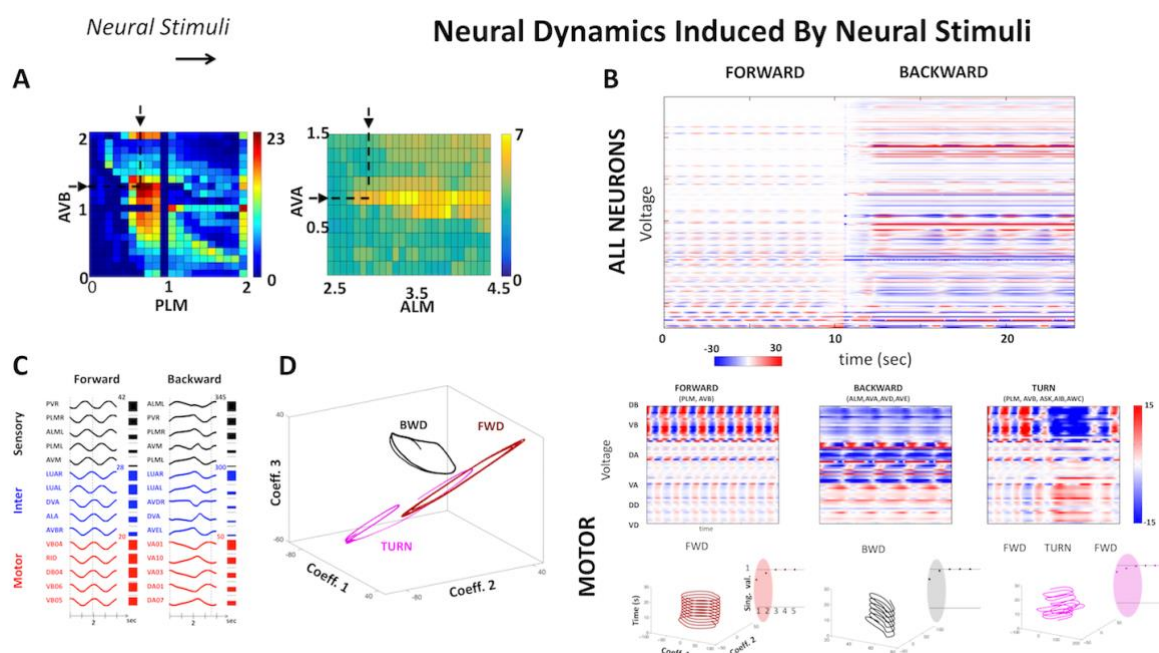 Neural Stimuli
Neural Dynamics Induced By Neural Stimuli
A
2
1
0
AVB
0 1 2
PLM
23
0
1.5
AVA
0.5
2.5 3.5 4.5
ALM
7
0
B
FORWARD BACKWARD
ALL NEURONS
Voltage
0 10 20
-30 30
time (sec)
C
Forward Backward
Sensory
42 345
PVR ALML
PLMR PVR
ALML PLMR
PLML AVM
AVM PLML
Inter
28 300
LUAR LUAR
LUAL LUAL
DVA AVDR
ALA DVA
AVBR AVEL
Motor
20 50
VB04 VA01
RID VA10
DB04 VA03
VB06 DA01
VB05 DA07
2 sec 2 sec
D
40
Coeff. 3
-60
BWD
FWD
TURN
Coeff. 1
-40
-80
Coeff. 2
40
MOTOR
FORWARD
(PLM, AVB)
BACKWARD
(ALM,AVA,AVD,AVE)
TURN
(PLM, AVB, ASK,AIB,AWC)
Voltage
DB
VB
DA
VA
DD
VD
time
15
-15
FWD
BWD
FWD TURN FWD
Time (s)
Sing. val.
1
1 2 3 4 5
Coeff. 2